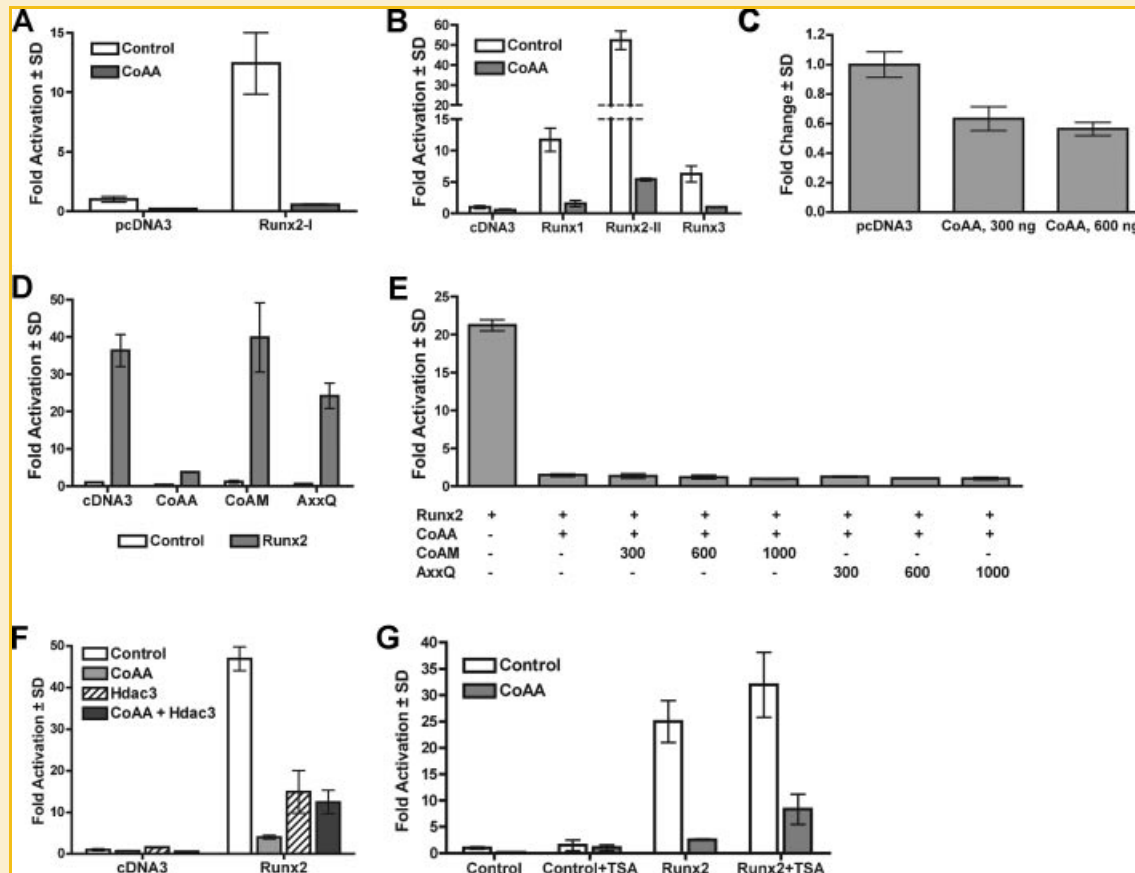 A
Fold Activation ± SD
15
10
5
0
Control
CoAA
pcDNA3
Runx2-I
B
Fold Activation ± SD
60
50
40
30
20
15
10
5
0
Control
CoAA
cDNA3
Runx1
Runx2-II
Runx3
C
Fold Change ± SD
1.2
1.0
0.8
0.6
0.4
0.2
0.0
pcDNA3
CoAA, 300 ng
CoAA, 600 ng
D
Fold Activation ± SD
50
40
30
20
10
0
cDNA3
CoAA
CoAM
AxxQ
Control
Runx2
E
Fold Activation ± SD
25
20
15
10
5
0
Runx2 + + + + + + + +
CoAA - + + + + + + +
CoAM - - 300 600 1000 - - -
AxxQ - - - - - 300 600 1000
F
Fold Activation ± SD
50
40
30
20
10
0
Control
CoAA
Hdac3
CoAA + Hdac3
cDNA3
Runx2
G
Fold Activation ± SD
40
35
30
25
20
15
10
5
0
Control
CoAA
Control
Control+TSA
Runx2
Runx2+TSA